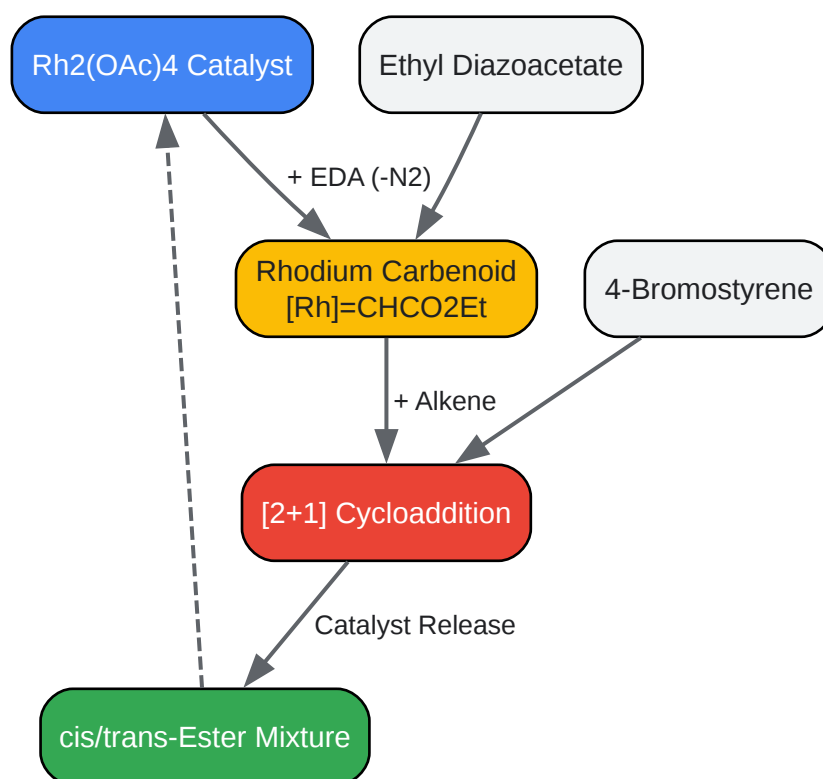 Rh2(OAc)4 Catalyst
Ethyl Diazoacetate
+ EDA (-N2)
Rhodium Carbenoid
[Rh]=CHCO2Et
4-Bromostyrene
+ Alkene
[2+1] Cycloaddition
Catalyst Release
cis/trans-Ester Mixture